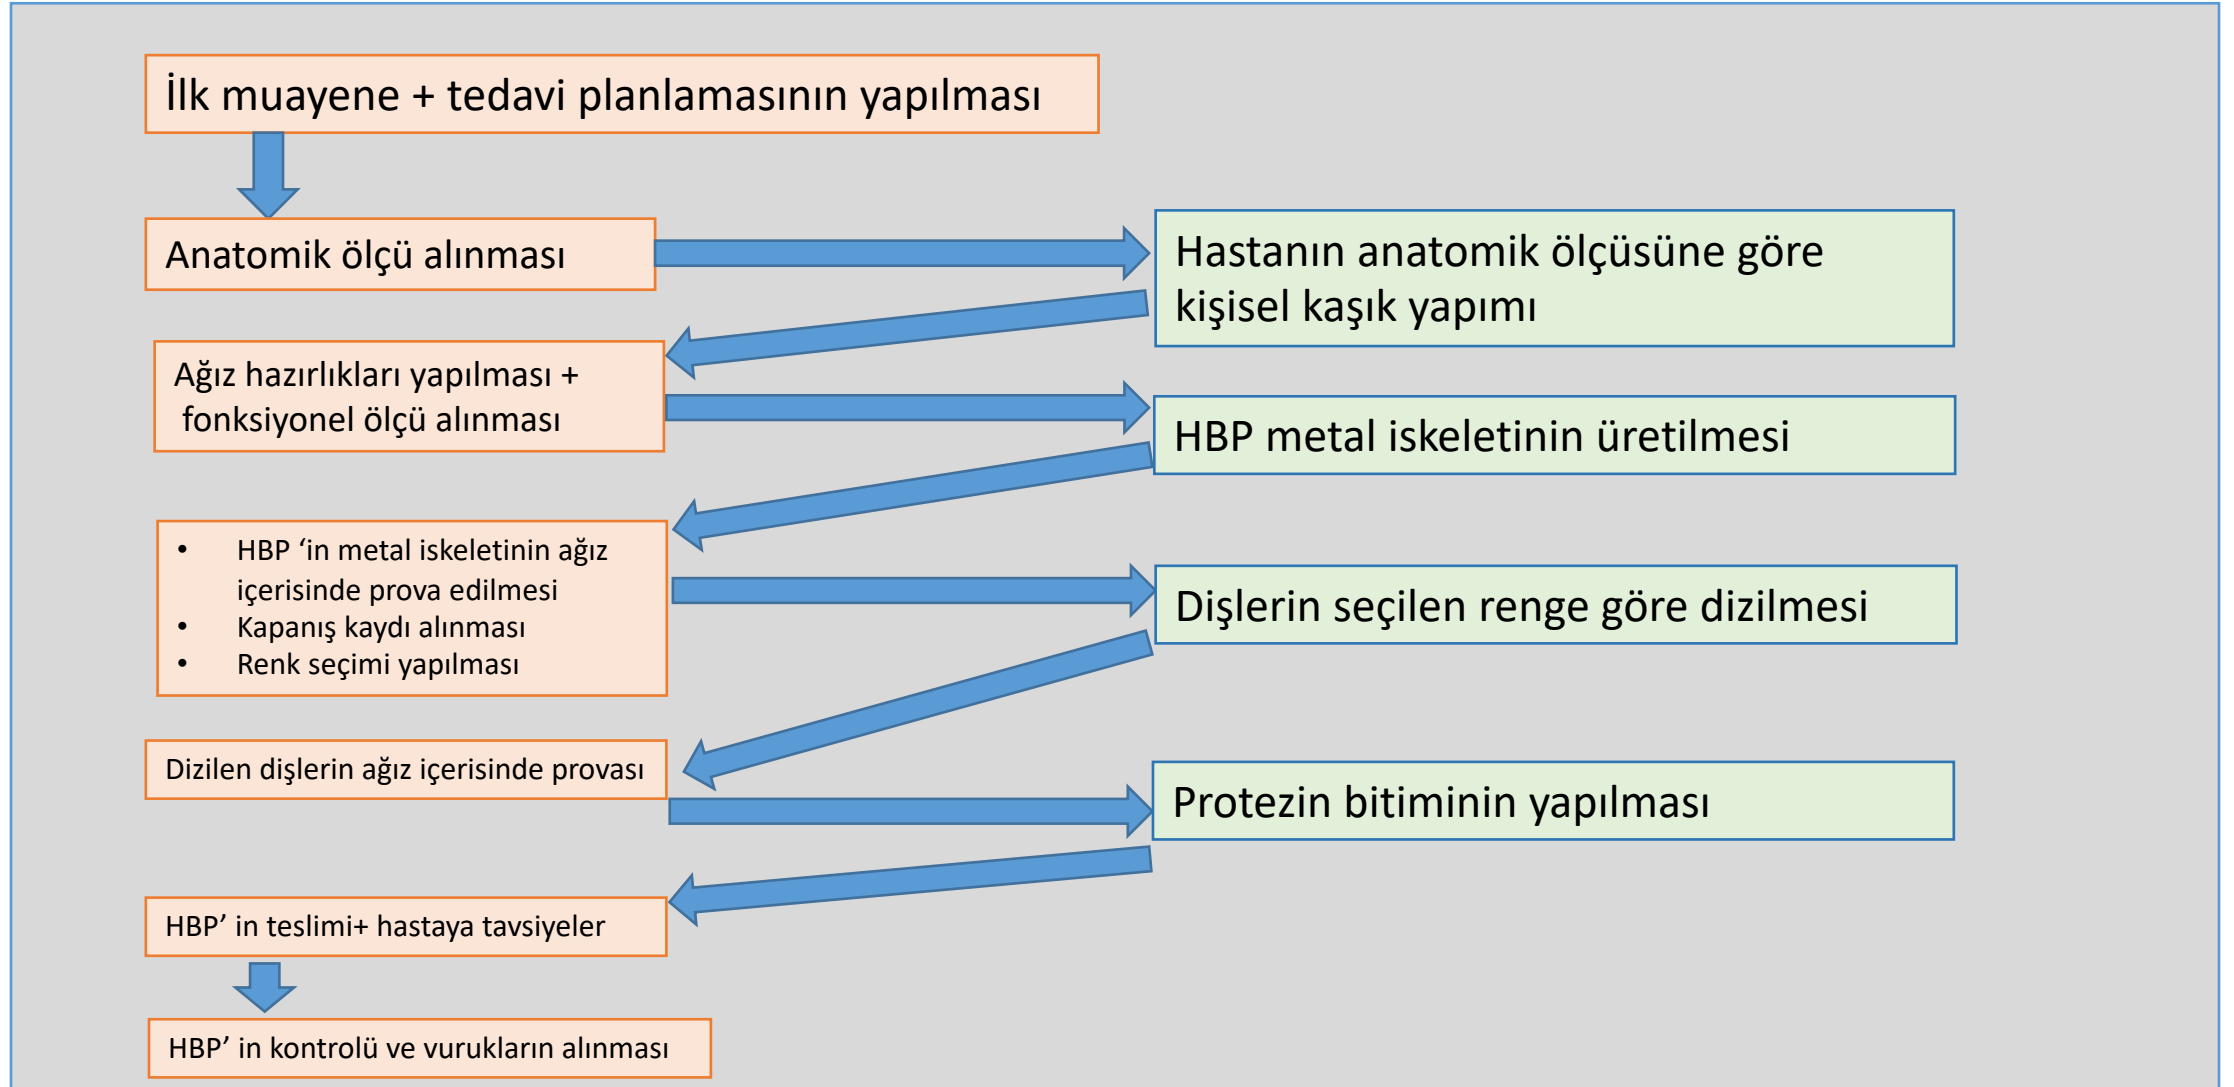 İlk muayene + tedavi planlamasının yapılması
Anatomik ölçü alınması
Hastanın anatomik ölçüsüne göre
kişisel kaşık yapımı
Ağız hazırlıkları yapılması +
fonksiyonel ölçü alınması
HBP metal iskeletinin üretilmesi
• HBP ‘in metal iskeletinin ağız
içerisinde prova edilmesi
• Kapanış kaydı alınması
• Renk seçimi yapılması
Dişlerin seçilen renge göre dizilmesi
Dizilen dişlerin ağız içerisinde provası
Protezin bitiminin yapılması
HBP’ in teslimi+ hastaya tavsiyeler
HBP’ in kontrolü ve vurukların alınması